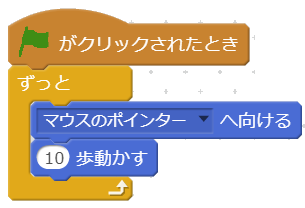 がクリックされたとき
ずっと
マウスのポインター へ向ける
10 歩動かす